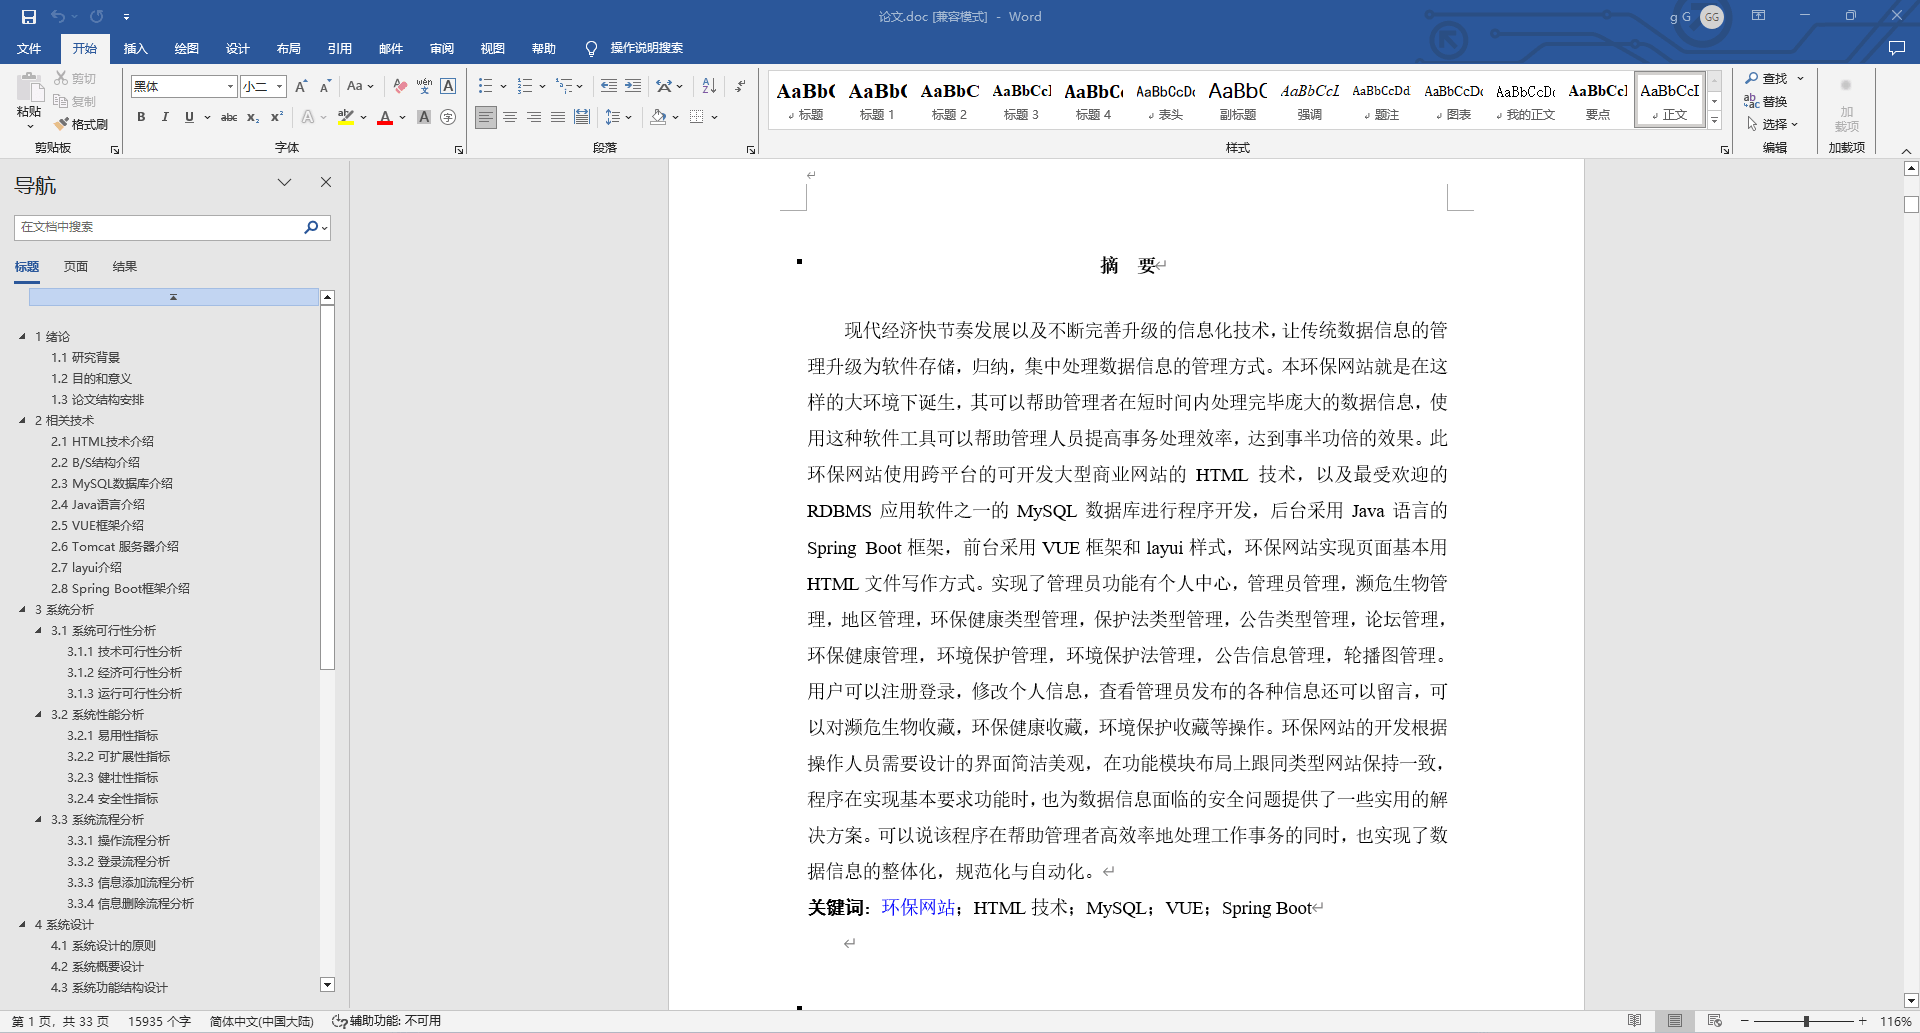 论文.doc [兼容模式] - Word
g G
GG
文件 开始 插入 绘图 设计 布局 引用 邮件 审阅 视图 帮助 操作说明搜索
粘贴
剪切
复制
格式刷
剪贴板
黑体
小二
字体
段落
AaBb( 标题
AaBb( 标题 1
AaBbC 标题 2
AaBbCcl 标题 3
AaBbC 标题 4
AaBbCcDc 表头
AaBbC 副标题
AaBbCcL 强调
AaBbCcDd 题注
AaBbCcDc 图表
AaBbCcDc 我的正文
AaBbCcl 要点
AaBbCcI 正文
样式
查找
替换
选择
编辑
加
载项
加载项
导航
在文档中搜索
标题 页面 结果
1 绪论
1.1 研究背景
1.2 目的和意义
1.3 论文结构安排
2 相关技术
2.1 HTML技术介绍
2.2 B/S结构介绍
2.3 MySQL数据库介绍
2.4 Java语言介绍
2.5 VUE框架介绍
2.6 Tomcat 服务器介绍
2.7 layui介绍
2.8 Spring Boot框架介绍
3 系统分析
3.1 系统可行性分析
3.1.1 技术可行性分析
3.1.2 经济可行性分析
3.1.3 运行可行性分析
3.2 系统性能分析
3.2.1 易用性指标
3.2.2 可扩展性指标
3.2.3 健壮性指标
3.2.4 安全性指标
3.3 系统流程分析
3.3.1 操作流程分析
3.3.2 登录流程分析
3.3.3 信息添加流程分析
3.3.4 信息删除流程分析
4 系统设计
4.1 系统设计的原则
4.2 系统概要设计
4.3 系统功能结构设计
摘 要
现代经济快节奏发展以及不断完善升级的信息化技术，让传统数据信息的管
理升级为软件存储，归纳，集中处理数据信息的管理方式。本环保网站就是在这
样的大环境下诞生，其可以帮助管理者在短时间内处理完毕庞大的数据信息，使
用这种软件工具可以帮助管理人员提高事务处理效率，达到事半功倍的效果。此
环保网站使用跨平台的可开发大型商业网站的 HTML 技术，以及最受欢迎的
RDBMS 应用软件之一的 MySQL 数据库进行程序开发，后台采用 Java 语言的
Spring Boot 框架，前台采用 VUE 框架和 layui 样式，环保网站实现页面基本用
HTML 文件写作方式。实现了管理员功能有个人中心，管理员管理，濒危生物管
理，地区管理，环保健康类型管理，保护法类型管理，公告类型管理，论坛管理，
环保健康管理，环境保护管理，环境保护法管理，公告信息管理，轮播图管理。
用户可以注册登录，修改个人信息，查看管理员发布的各种信息还可以留言，可
以对濒危生物收藏，环保健康收藏，环境保护收藏等操作。环保网站的开发根据
操作人员需要设计的界面简洁美观，在功能模块布局上跟同类型网站保持一致，
程序在实现基本要求功能时，也为数据信息面临的安全问题提供了一些实用的解
决方案。可以说该程序在帮助管理者高效率地处理工作事务的同时，也实现了数
据信息的整体化，规范化与自动化。
关键词：环保网站；HTML 技术；MySQL；VUE；Spring Boot
第 1 页，共 33 页 15935 个字 简体中文(中国大陆) 辅助功能: 不可用
116%